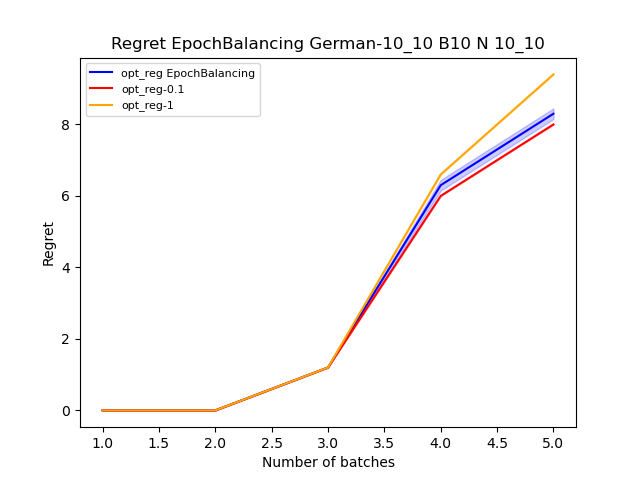 Regret EpochBalancing German-10_10 B10 N 10_10
opt_reg EpochBalancing
opt_reg-0.1
opt_reg-1
Regret
8
6
4
2
0
1.0 1.5 2.0 2.5 3.0 3.5 4.0 4.5 5.0
Number of batches